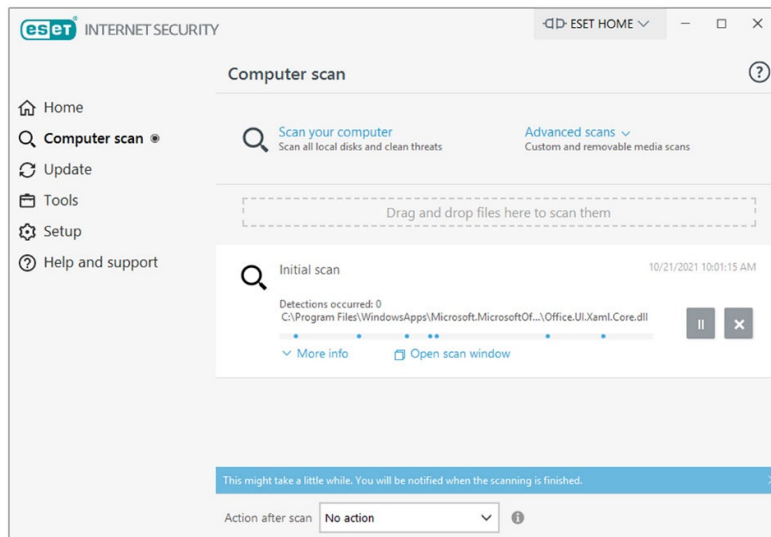 eset INTERNET SECURITY
ESET HOME
Computer scan
Home
Computer scan
Update
Tools
Setup
Help and support
Scan your computer
Scan all local disks and clean threats
Advanced scans
Custom and removable media scans
Drag and drop files here to scan them
Initial scan
10/21/2021 10:01:15 AM
Detections occurred: 0
C:\Program Files\WindowsApps\Microsoft.MicrosoftOf...\Office.UI.Xaml.Core.dll
More info
Open scan window
This might take a little while. You will be notified when the scanning is finished.
Action after scan
No action